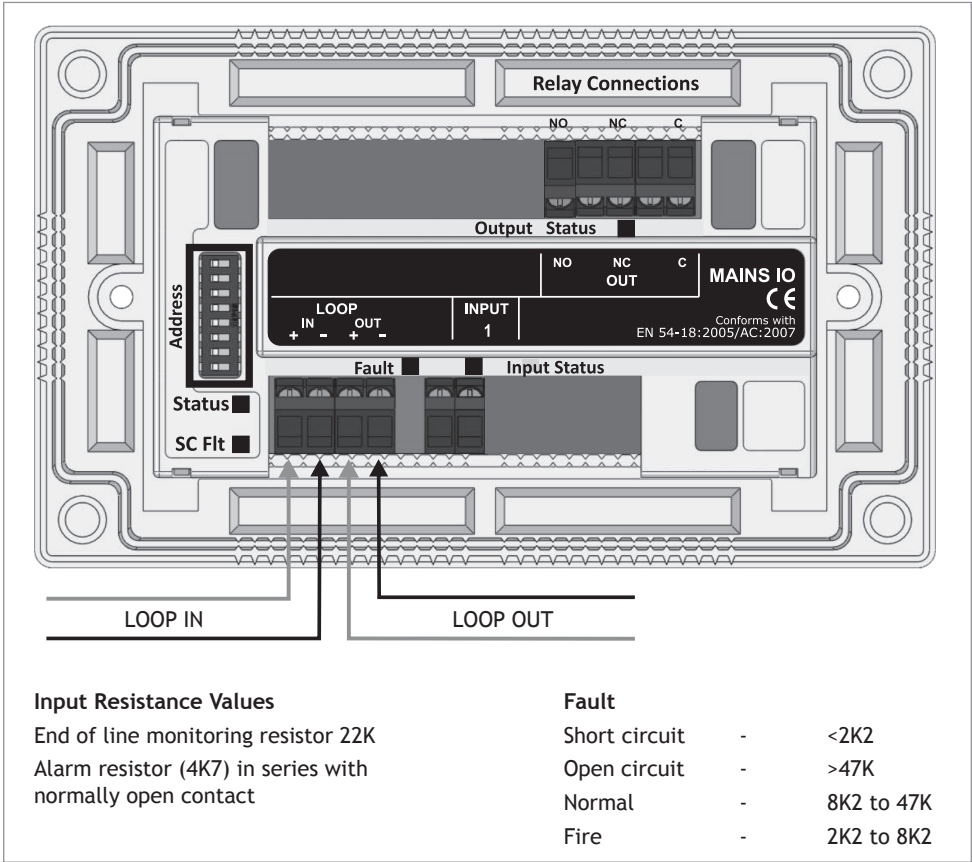 Relay Connections
NO NC C
Output Status
Address
NO NC C
OUT
MAINS IO
CE
LOOP
IN OUT
+ - + -
INPUT
1
Conforms with
EN 54-18:2005/AC:2007
Fault
Input Status
Status
SC Flt
LOOP IN
LOOP OUT
Input Resistance Values
End of line monitoring resistor 22K
Alarm resistor (4K7) in series with
normally open contact
Fault
Short circuit - <2K2
Open circuit - >47K
Normal - 8K2 to 47K
Fire - 2K2 to 8K2